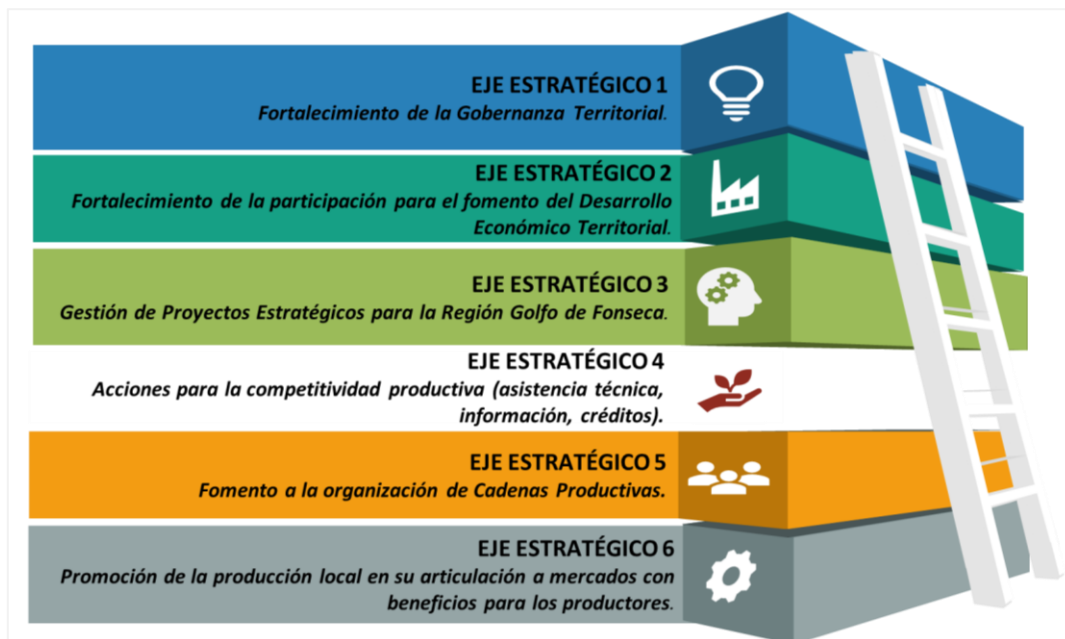 EJE ESTRATÉGICO 1
Fortalecimiento de la Gobernanza Territorial.
EJE ESTRATÉGICO 2
Fortalecimiento de la participación para el fomento del Desarrollo
Económico Territorial.
EJE ESTRATÉGICO 3
Gestión de Proyectos Estratégicos para la Región Golfo de Fonseca.
EJE ESTRATÉGICO 4
Acciones para la competitividad productiva (asistencia técnica,
información, créditos).
EJE ESTRATÉGICO 5
Fomento a la organización de Cadenas Productivas.
EJE ESTRATÉGICO 6
Promoción de la producción local en su articulación a mercados con
beneficios para los productores.